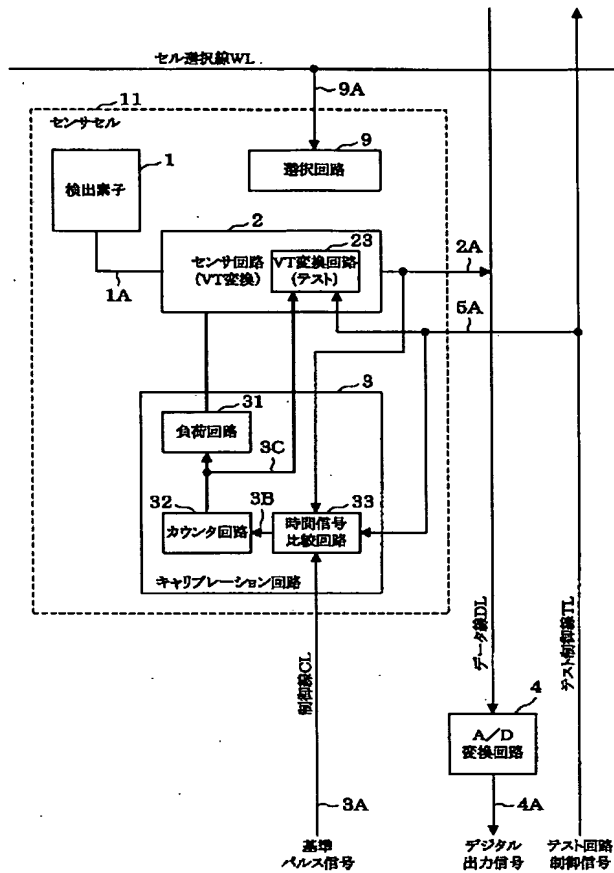 セル選択線WL
9A
11
センサセル
1
検出素子
9
選択回路
2
センサ回路
(VT変換)
23
VT変換回路
(テスト)
2A
1A
5A
3
31
負荷回路
3C
32
カウンタ回路
3B
33
時間信号
比較回路
キャリブレーション回路
制御線CL
データ線DL
テスト制御線TL
4
A/D
変換回路
3A
4A
基準
パルス信号
デジタル
出力信号
テスト回路
制御信号